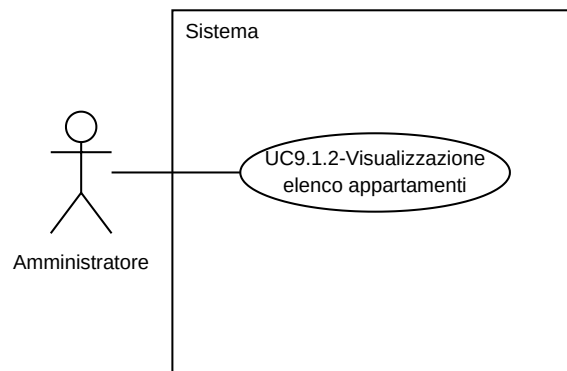 Sistema
UC9.1.2-Visualizzazione
elenco appartamenti
Amministratore